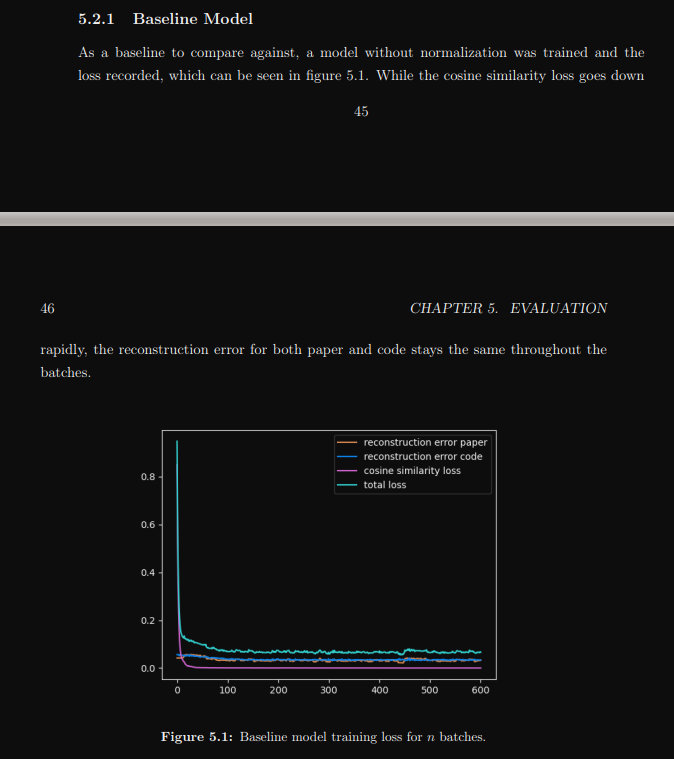 5.2.1 Baseline Model
As a baseline to compare against, a model without normalization was trained and the
loss recorded, which can be seen in figure 5.1. While the cosine similarity loss goes down
45
46 CHAPTER 5. EVALUATION
rapidly, the reconstruction error for both paper and code stays the same throughout the
batches.
reconstruction error paper
reconstruction error code
cosine similarity loss
total loss
0.8
0.6
0.4
0.2
0.0
0 100 200 300 400 500 600
Figure 5.1: Baseline model training loss for n batches.